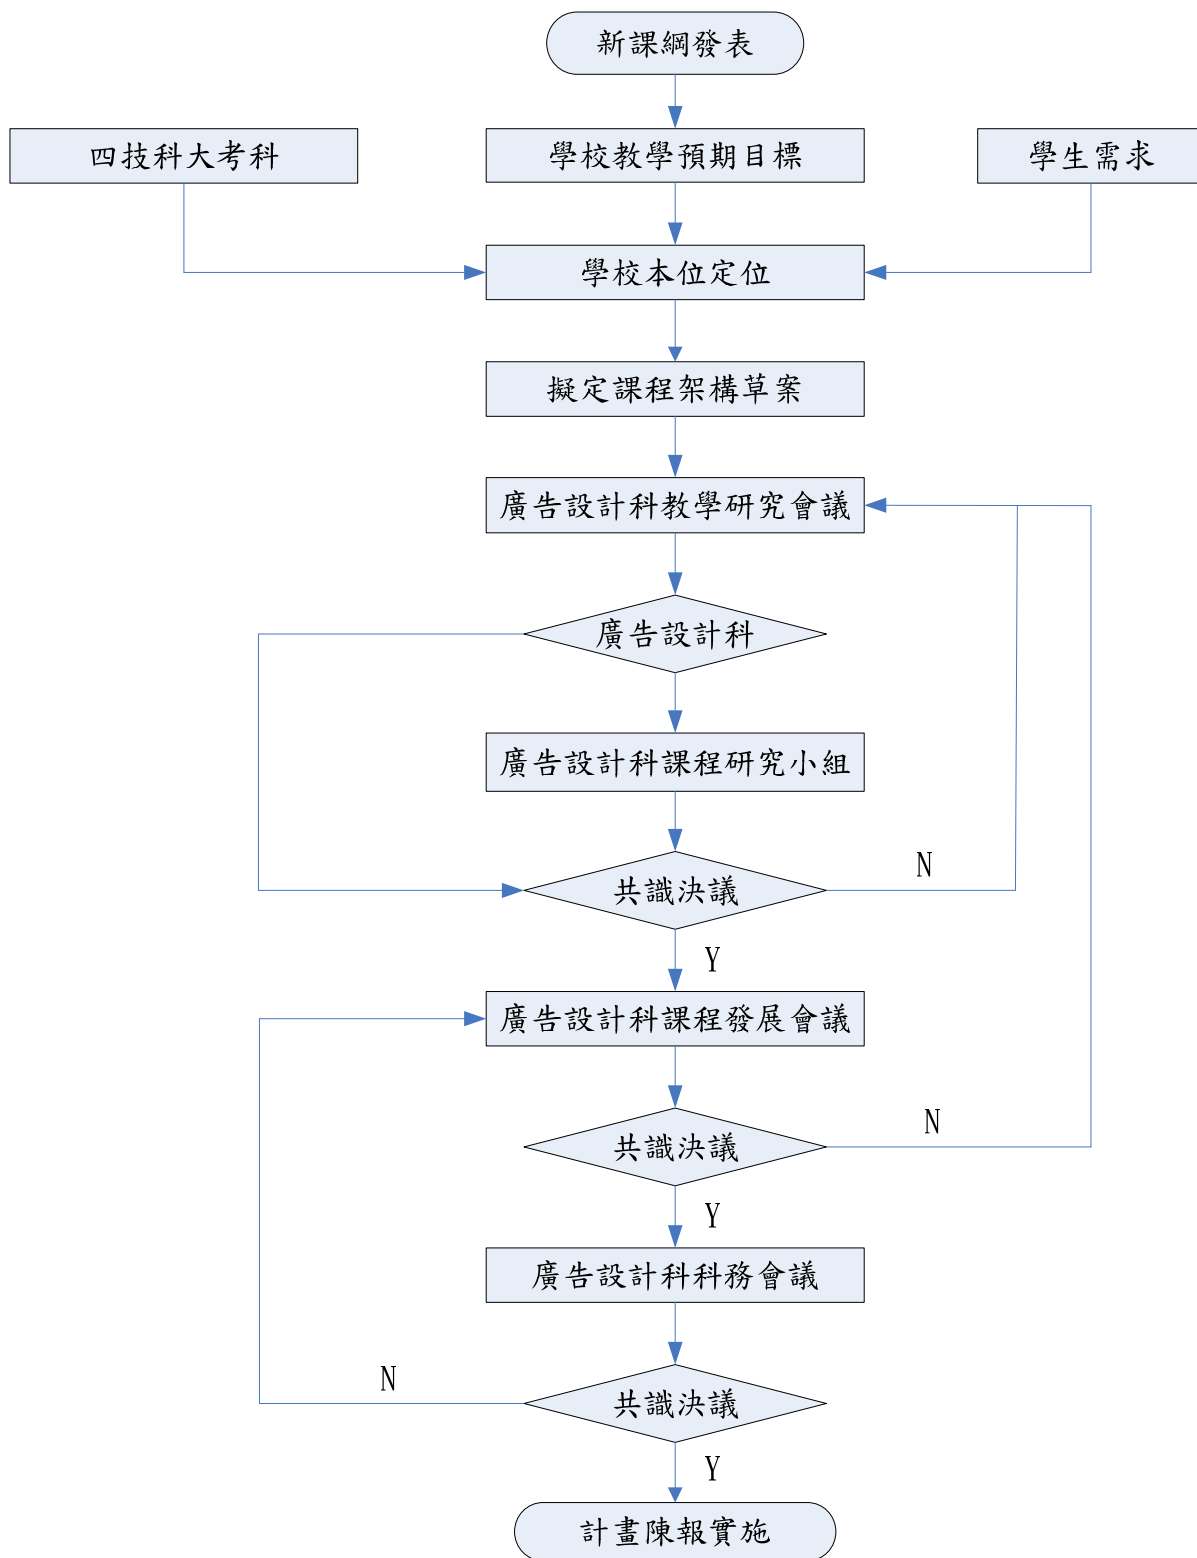 新課綱發表
四技科大考科
學校教學預期目標
學生需求
學校本位定位
擬定課程架構草案
廣告設計科教學研究會議
廣告設計科
廣告設計科課程研究小組
共識決議
N
Y
廣告設計科課程發展會議
共識決議
N
Y
廣告設計科科務會議
N
共識決議
Y
計畫陳報實施